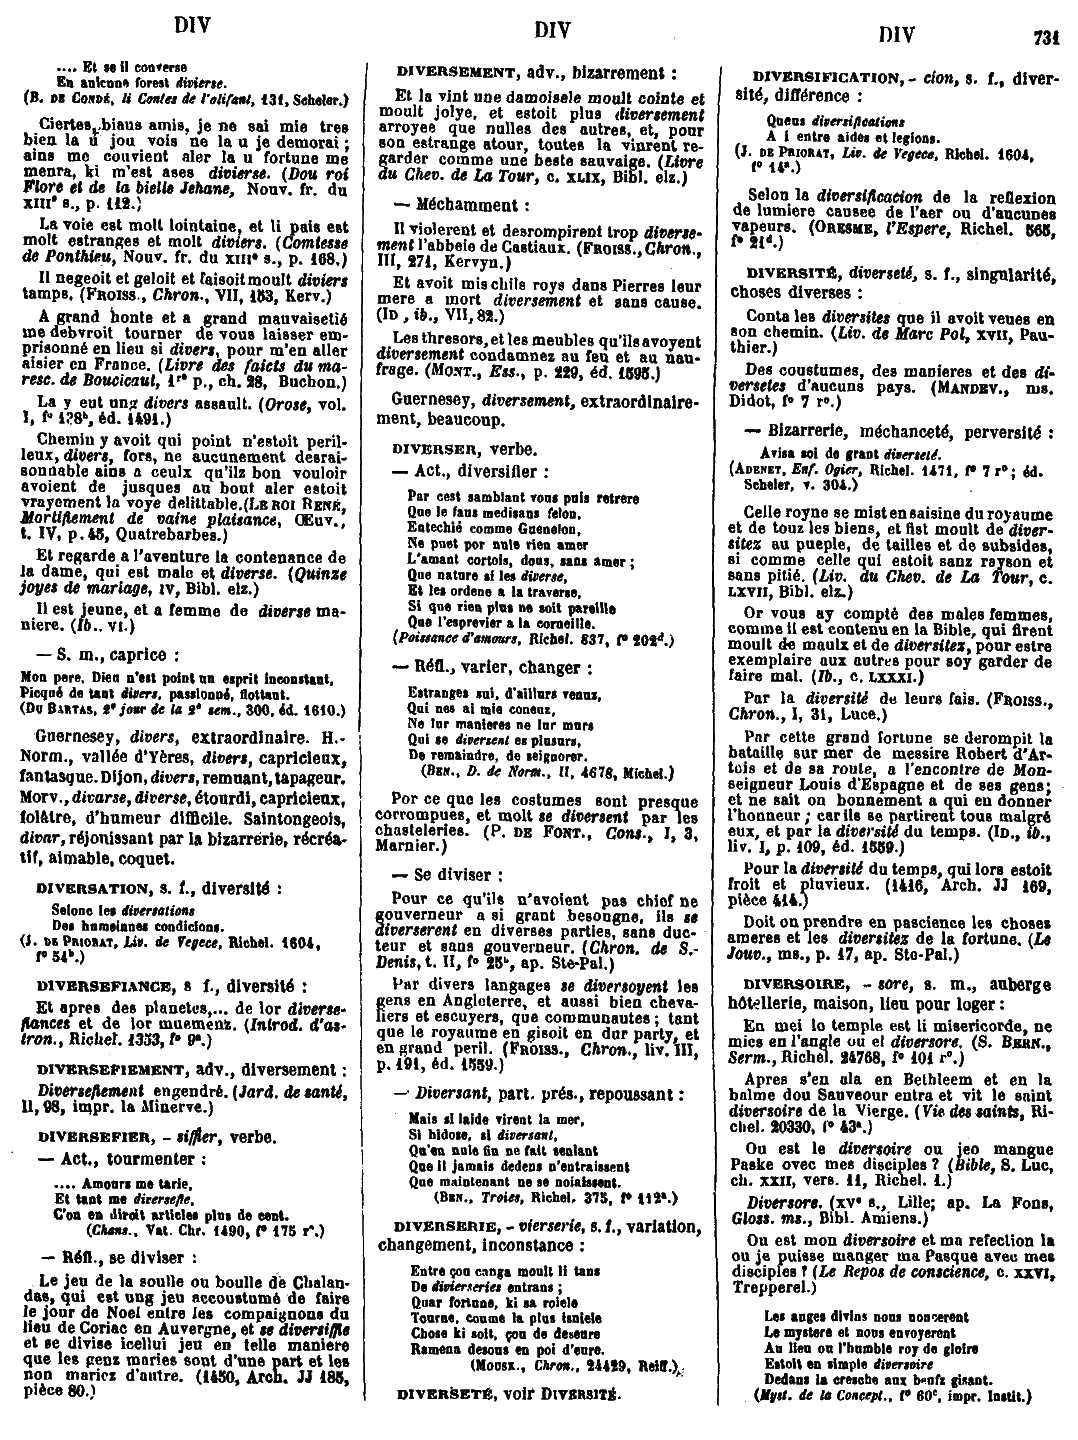 DIV
DIV
DIV
731
.... Et se il converse
En aulcune forest divierse.
(B. DE CONDÉ, li Contes de l'olifant, 131, Scheler.)
Ciertes, biaus amis, je ne sai mie tres
bien la u jou vois ne la u je demorai ;
ains me couvient aler la u fortune me
menra, ki m'est ases divierse. (Dou roi
Flore et de la bielle Jehane, Nouv. fr. du
XIIIe s., p. 112.)
La voie est molt lointaine, et li païs est
molt estranges et molt diviers. (Comtesse
de Ponthieu, Nouv. fr. du XIIIe s., p. 168.)
Il negeoit et geloit et faisoit moult diviers
tamps. (FROISS., Chron., VII, 153, Kerv.)
A grand honte et a grand mauvaisetié
me debvroit tourner de vous laisser em-
prisonné en lieu si divers, pour m'en aller
aisier en France. (Livre des faicts du ma-
resc. de Boucicaut, 1re p., ch. 28, Buchon.)
La y eut ung divers assault. (Orose, vol.
I, fo 128b, éd. 1491.)
Chemin y avoit qui point n'estoit peril-
leux, divers, fors, ne aucunement desrai-
sonnable ains a ceulx qu'ilz bon vouloir
avoient de jusques au bout aler estoit
vrayement la voye delittable. (LE ROI RENÉ,
Mortifiement de vaine plaisance, Œuv.,
t. IV, p. 45, Quatrebarbes.)
Et regarde a l'aventure la contenance de
la dame, qui est male et diverse. (Quinze
joyes de mariage, IV, Bibl. elz.)
Il est jeune, et a femme de diverse ma-
niere. (Ib., VI.)
— S. m., caprice :
Mon pere, Dieu n'est point un esprit inconstant,
Picqué de tant divers, passionné, flottant.
(DU BARTAS, 2e jour de la 2e sem., 300, éd. 1610.)
Guernesey, divers, extraordinaire. H.-
Norm., vallée d'Yères, divers, capricieux,
fantasque. Dijon, divers, remuant, tapageur.
Morv., divarse, diverse, étourdi, capricieux,
folâtre, d'humeur difficile. Saintongeois,
divar, réjouissant par la bizarrerie, récréa-
tif, aimable, coquet.
DIVERSATION, s. f., diversité :
Selonc les diversations
Des humeinnes condicions.
(J. DE PRIORAT, Liv. de Vegece, Richel. 1604,
fo 54b.)
DIVERSEFIANCE, s f., diversité :
Et apres des planetes,... de lor diverse-
fiances et de lor muement. (Introd. d'as-
tron., Richel. 1353, fo 9a.)
DIVERSEFIEMENT, adv., diversement :
Diversefiement engendré. (Jard. de santé,
II, 98, impr. la Minerve.)
DIVERSEFIER, - siffier, verbe.
— Act., tourmenter :
.... Amours me tarie,
Et tant me diversefie,
C'on en diroit articles plus de cent.
(Chans., Vat. Chr. 1490, fo 175 ro.)
— Réfl., se diviser :
Le jeu de la soulle ou boulle de Chalan-
das, qui est ung jeu accoustumé de faire
le jour de Noel entre les compaignons du
lieu de Coriac en Auvergne, et se diversiffie
et se divise icellui jeu en telle maniere
que les genz mariés sont d'une part et les
non mariez d'autre. (1450, Arch. JJ 185,
pièce 80.)
DIVERSEMENT, adv., bizarrement :
Et la vint une damoisele moult cointe et
moult jolye, et estoit plus diversement
arroyee que nulles des autres, et, pour
son estrange atour, toutes la vinrent re-
garder comme une beste sauvaige. (Livre
du Chev. de La Tour, c. XLIX, Bibl. elz.)
— Méchamment :
Il violerent et desrompirent trop diverse-
ment l'abbeie de Castiaux. (FROISS., Chron.,
III, 271, Kervyn.)
Et avoit mis chils roys dans Pierres leur
mere a mort diversement et sans cause.
(ID., ib., VII, 82.)
Les thresors, et les meubles qu'ils avoyent
diversement condamnez au feu et au nau-
frage. (MONT., Ess., p. 229, éd. 1595.)
Guernesey, diversement, extraordinaire-
ment, beaucoup.
DIVERSER, verbe.
— Act., diversifier :
Par cest samblant vous puis retrere
Que le faus medisans felon,
Entechié comme Guenelon,
Ne puet por nule rien amer
L'amant cortois, dous, sans amer ;
Que nature si les diverse,
Et les ordene a la traverse,
Si que rien plus ne soit pareille
Que l'esprevier a la corneille.
(Poissance d'amours, Richel. 837, fo 202d.)
— Réfl., varier, changer :
Estranges sui, d'aillurs venuz,
Qui nes ai mie coneuz,
Ne lur manieres ne lur murs
Qui se diversent es plusurs,
De remaindre, de seignorer.
(BEN., D. de Norm., II, 4678, Michel.)
Por ce que les costumes sont presque
corrompues, et molt se diversent par les
chasteleries. (P. DE FONT., Cons., I, 3,
Marnier.)
— Se diviser :
Pour ce qu'ils n'avoient pas chief ne
gouverneur a si grant besongne, ils se
diverserent en diverses parties, sans duc-
teur et sans gouverneur. (Chron. de S.-
Denis, t. II, fo 25b, ap. Ste-Pal.)
Par divers langages se diversoyent les
gens en Angleterre, et aussi bien cheva-
liers et escuyers, que communautes ; tant
que le royaume en gisoit en dur party, et
en grand peril. (FROISS., Chron., liv. III,
p. 191, éd. 1559.)
— Diversant, part. prés., repoussant :
Mais si laide virent la mer,
Si hidose, si diversant,
Qu'en nule fin ne fait senlant
Que il jamais dedens n'entraissent
Que maintenant ne se noiaissent.
(BEN., Troies, Richel. 375, fo 112a.)
DIVERSERIE, - vierserie, s. f., variation,
changement, inconstance :
Entre çou canga moult li tans
De divierseries entrans ;
Quar fortune, ki sa roiele
Tourne, coume la plus isniele
Chose ki soit, çou de deseure
Ramena desous en poi d'eure.
(MOUSK., Chron., 24429, Reiff.)
DIVERSETÉ, voir DIVERSITÉ.
DIVERSIFICATION, - cion, s. f., diver-
sité, différence :
Queus diversifications
A i entre aides et legions.
(J. DE PRIORAT, Liv. de Vegece, Richel. 1604,
fo 14a.)
Selon la diversificacion de la reflexion
de lumiere causee de l'aer ou d'aucunes
vapeurs. (ORESME, l'Espere, Richel. 565,
fo 21d.)
DIVERSITÉ, diverseté, s. f., singularité,
choses diverses :
Conta les diversites que il avoit veues en
son chemin. (Liv. de Marc Pol, XVII, Pau-
thier.)
Des coustumes, des manieres et des di-
versetes d'aucuns pays. (MANDEV., ms.
Didot, fo 7 ro.)
— Bizarrerie, méchanceté, perversité :
Avisa soi de grant diverseté.
(ADENET, Enf. Ogier, Richel. 1471, fo 7 ro ; éd.
Scheler, v. 304.)
Celle royne se mist en saisine du royaume
et de touz les biens, et fist moult de diver-
sitez au pueple, de tailles et de subsides,
si comme celle qui estoit sanz rayson et
sans pitié. (Liv. du Chev. de La Tour, c.
LXVII, Bibl. elz.)
Or vous ay compté des males femmes,
comme il est contenu en la Bible, qui firent
moult de maulx et de diversitez, pour estre
exemplaire aux autres pour soy garder de
faire mal. (Ib., c. LXXXI.)
Par la diversité de leurs fais. (FROISS.,
Chron., I, 31, Luce.)
Par cette grand fortune se derompit la
bataille sur mer de messire Robert d'Ar-
tois et de sa route, a l'encontre de Mon-
seigneur Louis d'Espagne et de ses gens;
et ne sait on bonnement a qui en donner
l'honneur ; car ils se partirent tous malgré
eux, et par la diversité du temps. (ID., ib.,
liv. I, p. 109, éd. 1559.)
Pour la diversité du temps, qui lors estoit
froit et pluvieux. (1416, Arch. JJ 169,
pièce 414.)
Doit on prendre en pascience les choses
ameres et les diversitez de la fortune. (Le
Jouv., ms., p. 17, ap. Ste-Pal.)
DIVERSOIRE, - sore, s. m., auberge
hôtellerie, maison, lieu pour loger :
En mei lo temple est li misericorde, ne
mies en l'angle ou el diversore. (S. BERN.,
Serm., Richel. 24768, fo 101 ro.)
Apres s'en ala en Bethleem et en la
balme dou Sauveour entra et vit le saint
diversoire de la Vierge. (Vie des saints, Ri-
chel. 20330, fo 43a.)
Ou est le diversoire ou jeo mangue
Paske ovec mes disciples ? (Bible, S. Luc,
ch. XXII, vers. 11, Richel. 1.)
Diversore. (XVe s., Lille; ap. La Fons,
Gloss. ms., Bibl. Amiens.)
Ou est mon diversoire et ma refection la
ou je puisse manger ma Pasque avec mes
disciples ? (Le Repos de conscience, c. XXVI,
Trepperel.)
Les anges divins nous noncerent
Le mystere et nous envoyerent
Au lieu ou l'humble roy de gloire
Estoit en simple diversoire
Dedans la cresche aux bœufz gisant.
(Myst. de la Concept., fo 60c, impr. Instit.)